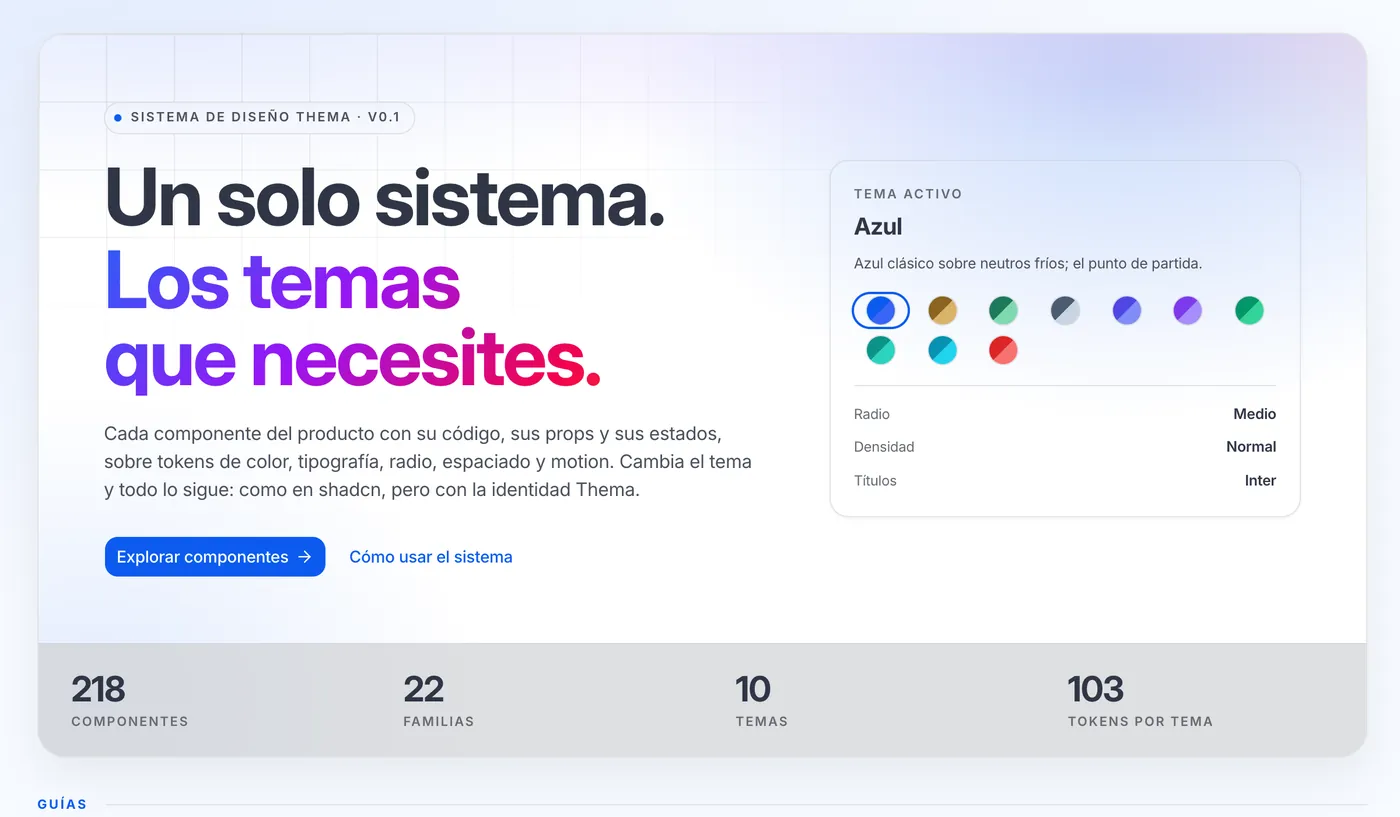 SISTEMA DE DISEÑO THEMA · V0.1
Un solo sistema.
Los temas
que necesites.
Cada componente del producto con su código, sus props y sus estados,
sobre tokens de color, tipografía, radio, espaciado y motion. Cambia el tema
y todo lo sigue: como en shadcn, pero con la identidad Thema.
Explorar componentes →
Cómo usar el sistema
TEMA ACTIVO
Azul
Azul clásico sobre neutros fríos; el punto de partida.
Radio Medio
Densidad Normal
Títulos Inter
218
COMPONENTES
22
FAMILIAS
10
TEMAS
103
TOKENS POR TEMA
GUÍAS